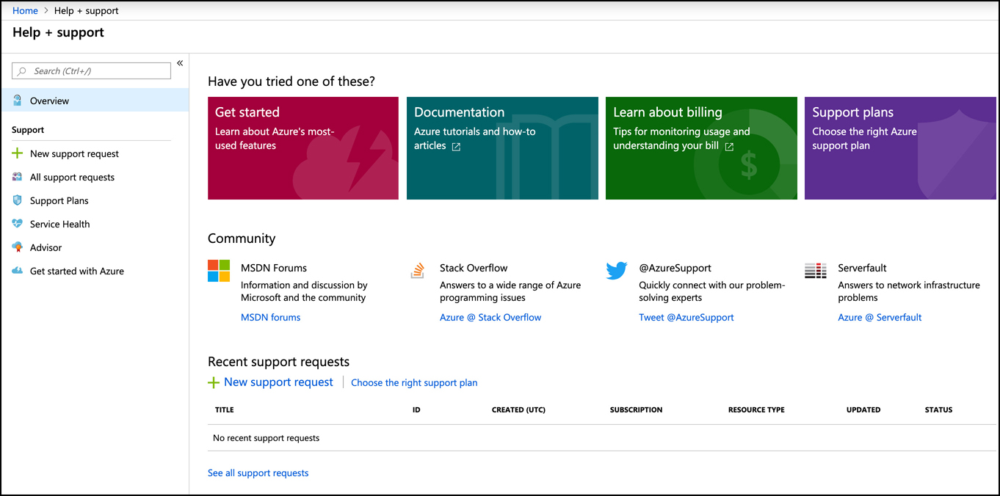 Home > Help + support
Help + support
Search (Ctrl+/)
«
Overview
Support
New support request
All support requests
Support Plans
Service Health
Advisor
Get started with Azure
Have you tried one of these?
Get started
Learn about Azure's most-
used features
Documentation
Azure tutorials and how-to
articles
Learn about billing
Tips for monitoring usage and
understanding your bill
$
Support plans
Choose the right Azure
support plan
Community
MSDN Forums
Information and discussion by
Microsoft and the community
MSDN forums
Stack Overflow
Answers to a wide range of Azure
programming issues
Azure @ Stack Overflow
@AzureSupport
Quickly connect with our problem-
solving experts
Tweet @AzureSupport
Serverfault
Answers to network infrastructure
problems
Azure @ Serverfault
Recent support requests
New support request | Choose the right support plan
TITLE ID CREATED (UTC) SUBSCRIPTION RESOURCE TYPE UPDATED STATUS
No recent support requests
See all support requests